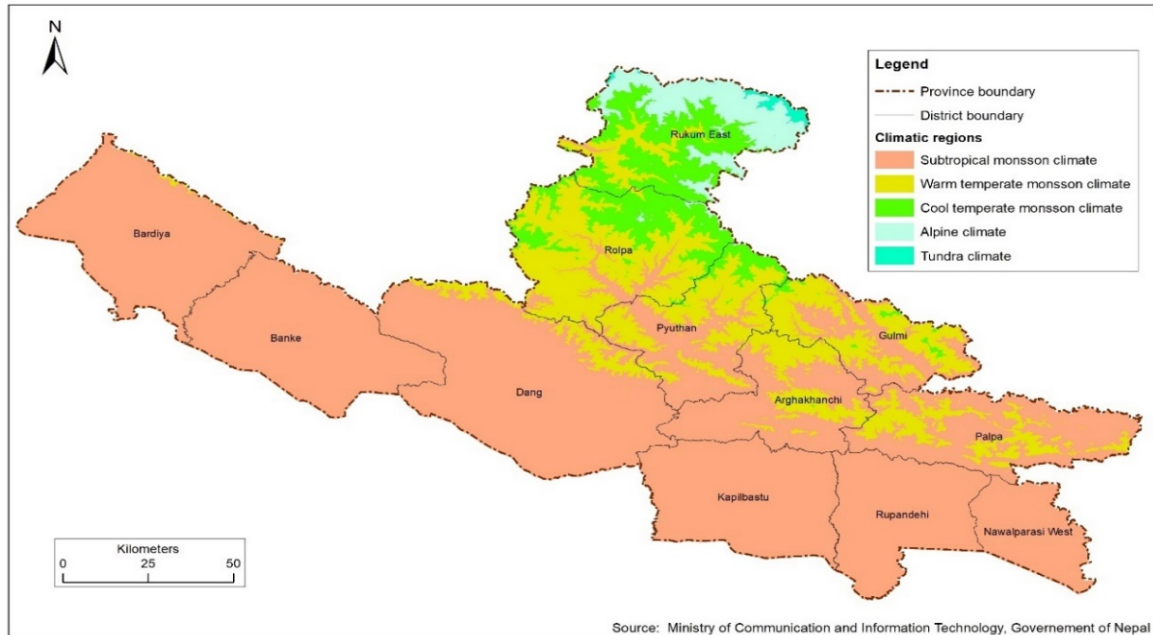 N
Legend
Province boundary
District boundary
Climatic regions
Subtropical monsson climate
Warm temperate monsson climate
Cool temperate monsson climate
Alpine climate
Tundra climate
Rukum East
Bardiya
Rolpa
Banke
Pyuthan
Gulmi
Dang
Arghakhanchi
Palpa
Kapilbastu
Rupandehi
Nawalparasi West
Kilometers
0 25 50
Source: Ministry of Communication and Information Technology, Governement of Nepal